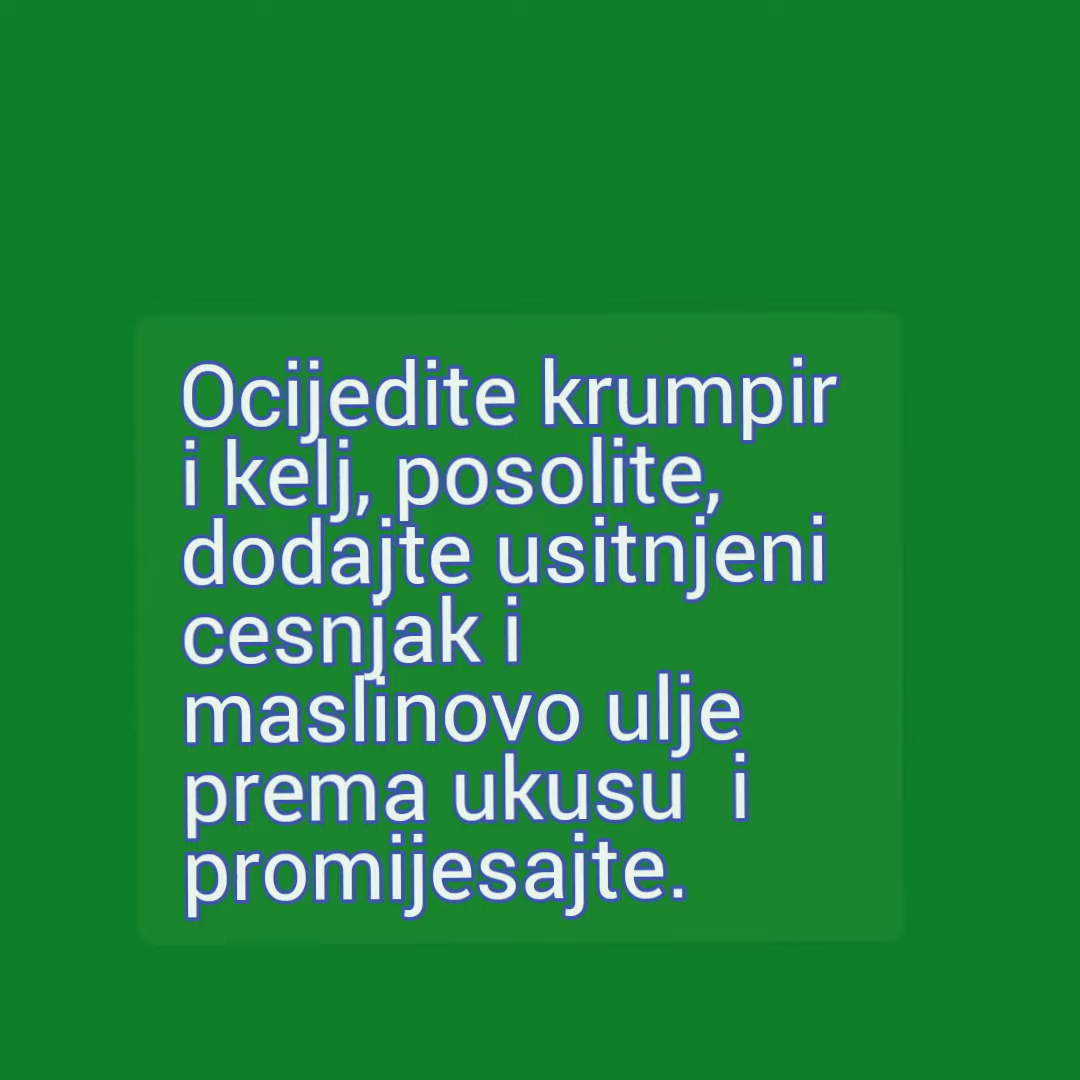 Ocijedite krumpir
i kelj, posolite,
dodajte usitnjeni
cesnjak i
maslinovo ulje
prema ukusu  i
promijesajte.